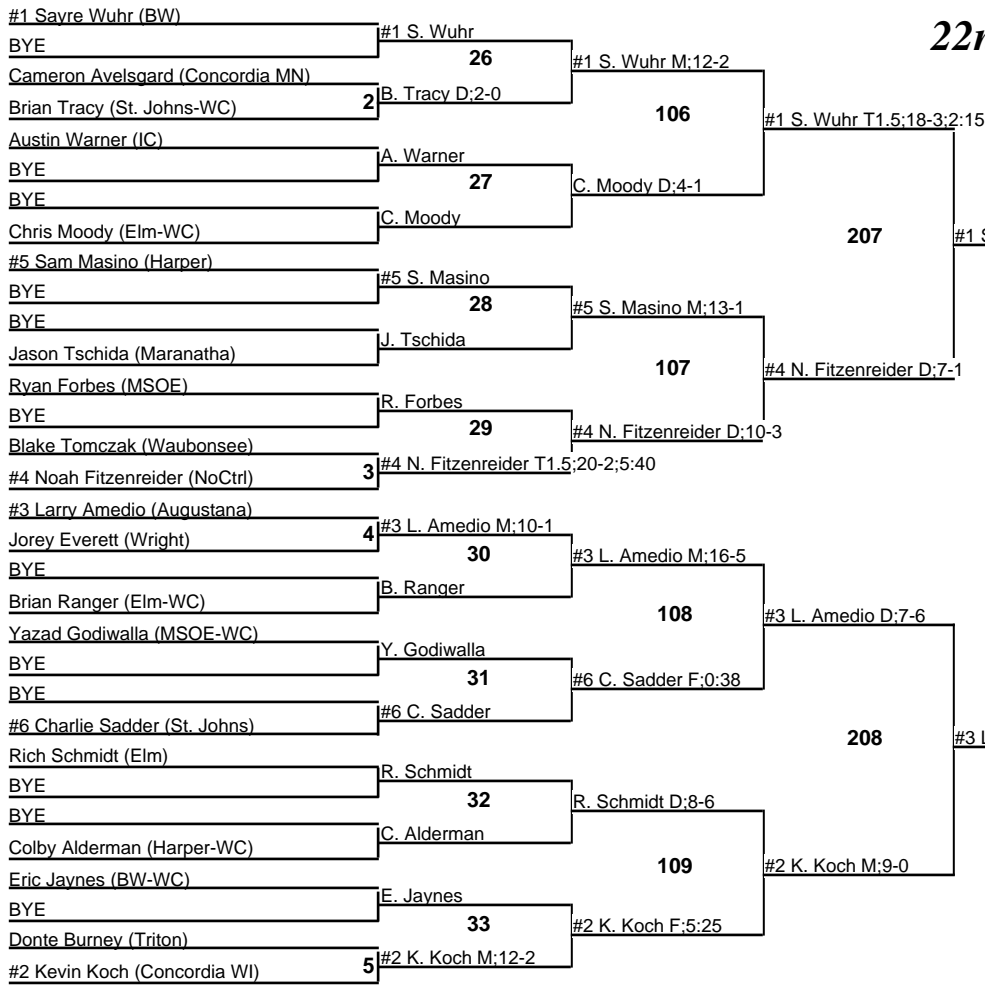 #1 Sayre Wuhr (BW)
BYE
Cameron Avelsgard (Concordia MN)
Brian Tracy (St. Johns-WC)
Austin Warner (IC)
BYE
BYE
Chris Moody (Elm-WC)
#5 Sam Masino (Harper)
BYE
BYE
Jason Tschida (Maranatha)
Ryan Forbes (MSOE)
BYE
Blake Tomczak (Waubonsee)
#4 Noah Fitzenreider (NoCtrl)
#3 Larry Amedio (Augustana)
Jorey Everett (Wright)
BYE
Brian Ranger (Elm-WC)
Yazad Godiwalla (MSOE-WC)
BYE
BYE
#6 Charlie Sadder (St. Johns)
Rich Schmidt (Elm)
BYE
BYE
Colby Alderman (Harper-WC)
Eric Jaynes (BW-WC)
BYE
Donte Burney (Triton)
#2 Kevin Koch (Concordia WI)
2
3
4
5
#1 S. Wuhr
26
B. Tracy D;2-0
A. Warner
27
C. Moody
#5 S. Masino
28
J. Tschida
R. Forbes
29
#4 N. Fitzenreider T1.5;20-2;5:40
#3 L. Amedio M;10-1
30
B. Ranger
Y. Godiwalla
31
#6 C. Sadder
R. Schmidt
32
C. Alderman
E. Jaynes
33
#2 K. Koch M;12-2
#1 S. Wuhr M;12-2
106
C. Moody D;4-1
#5 S. Masino M;13-1
107
#4 N. Fitzenreider D;10-3
#3 L. Amedio M;16-5
108
#6 C. Sadder F;0:38
R. Schmidt D;8-6
109
#2 K. Koch F;5:25
#1 S. Wuhr T1.5;18-3;2:15
207
#4 N. Fitzenreider D;7-1
#3 L. Amedio D;7-6
208
#2 K. Koch M;9-0
#1
#3